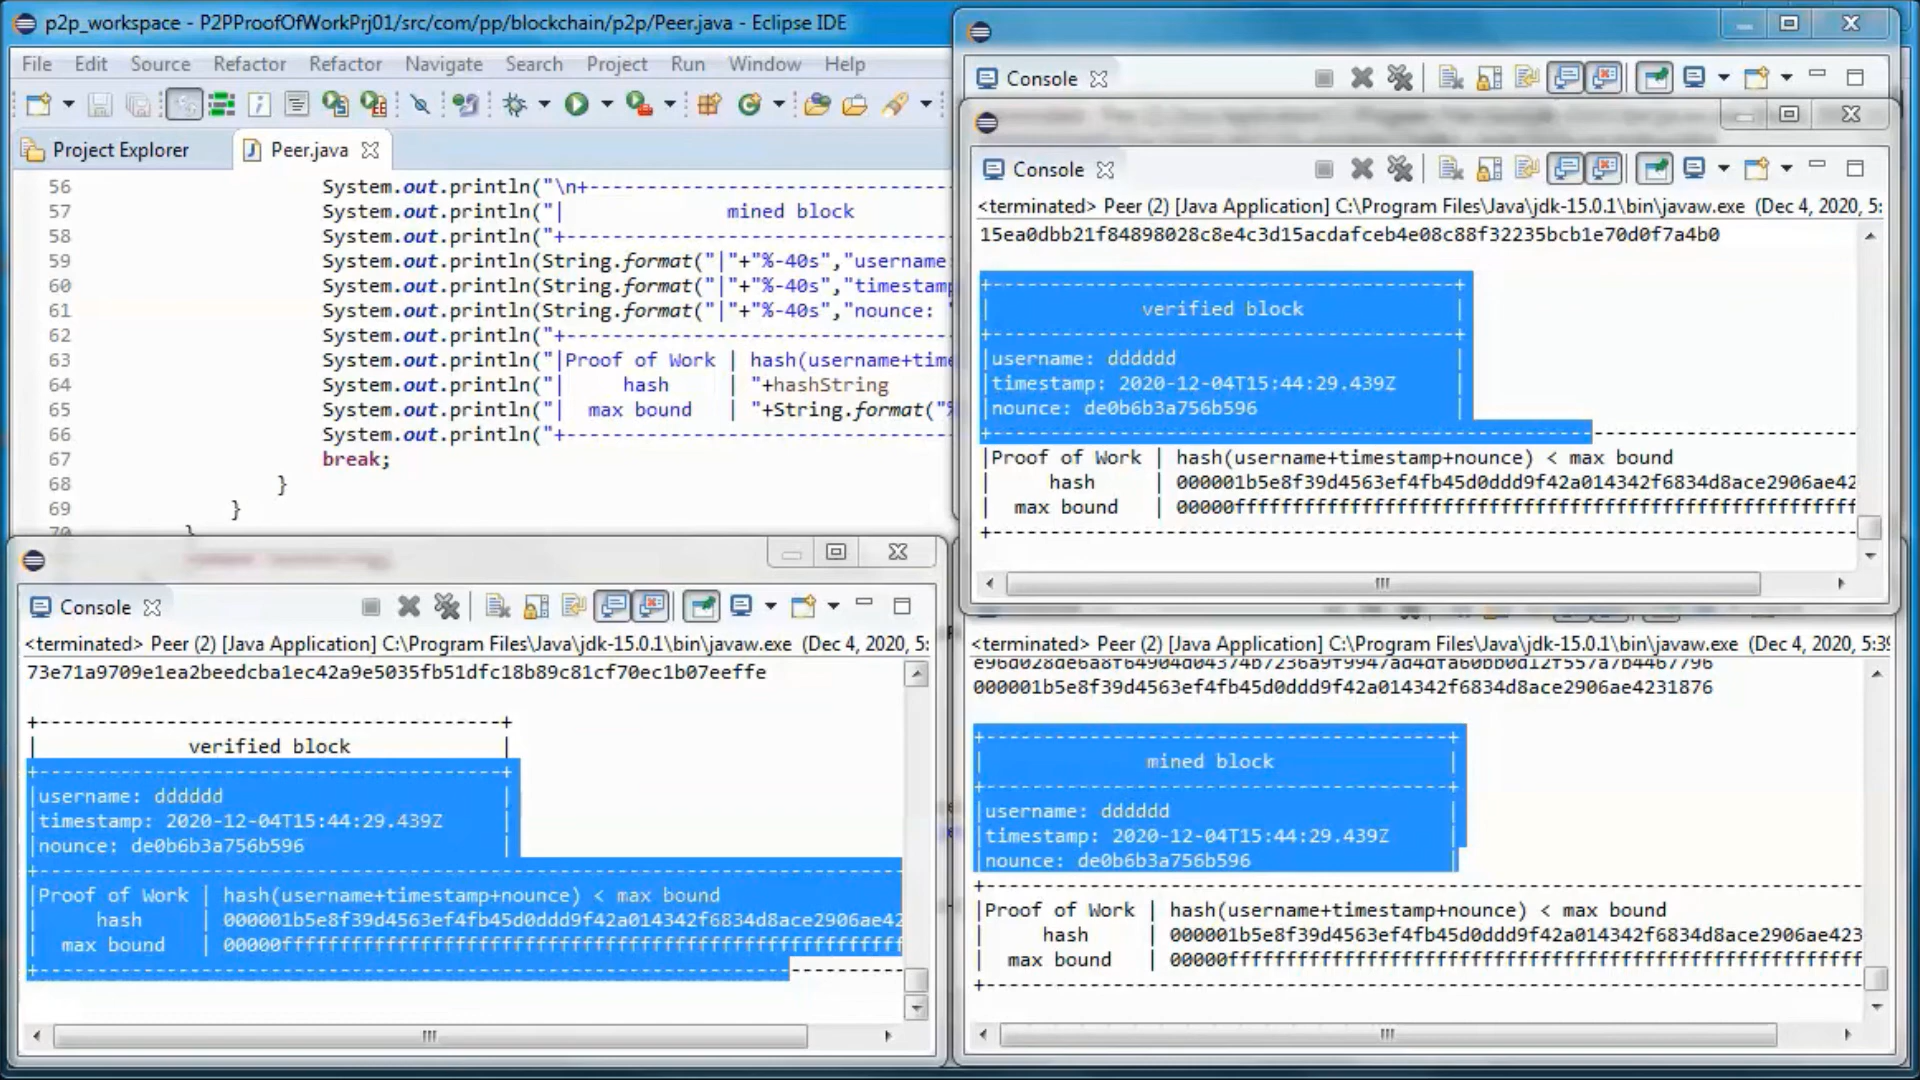 p2p_workspace - P2PProofOfWorkPrj01/src/com/pp/blockchain/p2p/Peer.java - Eclipse IDE
File Edit Source Refactor Refactor Navigate Search Project Run Window Help
Project Explorer
Peer.java
56 System.out.println("\n+-----------------------------------------
57 System.out.println("| mined block
58 System.out.println("+-----------------------------------------
59 System.out.println(String.format("|"+"%-40s","username:
60 System.out.println(String.format("|"+"%-40s","timestamp
61 System.out.println(String.format("|"+"%-40s","nounce: "
62 System.out.println("+-----------------------------------------
63 System.out.println("|Proof of Work | hash(username+time
64 System.out.println("| hash | "+hashString
65 System.out.println("| max bound | "+String.format("%
66 System.out.println("+-----------------------------------------
67 break;
68 }
69 }
70 }
Console
Console
<terminated> Peer (2) [Java Application] C:\Program Files\Java\jdk-15.0.1\bin\javaw.exe (Dec 4, 2020, 5:
15ea0dbb21f84898028c8e4c3d15acdafceb4e08c88f32235bcb1e70d0f7a4b0
+-----------------------------------------+
| verified block |
+-----------------------------------------+
|username: dddddd |
|timestamp: 2020-12-04T15:44:29.439Z |
|nounce: de0b6b3a756b596 |
+-----------------------------------------
|Proof of Work | hash(username+timestamp+nounce) < max bound
| hash | 000001b5e8f39d4563ef4fb45d0ddd9f42a014342f6834d8ace2906ae42
| max bound | 00000ffffffffffffffffffffffffffffffffffffffffffffffffffffff
+-----------------------------------------
Console
<terminated> Peer (2) [Java Application] C:\Program Files\Java\jdk-15.0.1\bin\javaw.exe (Dec 4, 2020, 5:
73e71a9709e1ea2beedcba1ec42a9e5035fb51dfc18b89c81cf70ec1b07eeffe
+-----------------------------------------+
| verified block |
+-----------------------------------------+
|username: dddddd |
|timestamp: 2020-12-04T15:44:29.439Z |
|nounce: de0b6b3a756b596 |
+-----------------------------------------
|Proof of Work | hash(username+timestamp+nounce) < max bound
| hash | 000001b5e8f39d4563ef4fb45d0ddd9f42a014342f6834d8ace2906ae42
| max bound | 00000ffffffffffffffffffffffffffffffffffffffffffffffffffffff
+-----------------------------------------
<terminated> Peer (2) [Java Application] C:\Program Files\Java\jdk-15.0.1\bin\javaw.exe (Dec 4, 2020, 5:39
e96d028de6a8f64904d04374b7236a9f9947ad4dfa60bb0d12f557a7b4467796
000001b5e8f39d4563ef4fb45d0ddd9f42a014342f6834d8ace2906ae4231876
+-----------------------------------------+
| mined block |
+-----------------------------------------+
|username: dddddd |
|timestamp: 2020-12-04T15:44:29.439Z |
|nounce: de0b6b3a756b596 |
+-----------------------------------------
|Proof of Work | hash(username+timestamp+nounce) < max bound
| hash | 000001b5e8f39d4563ef4fb45d0ddd9f42a014342f6834d8ace2906ae423
| max bound | 00000fffffffffffffffffffffffffffffffffffffffffffffffffffffff
+-----------------------------------------